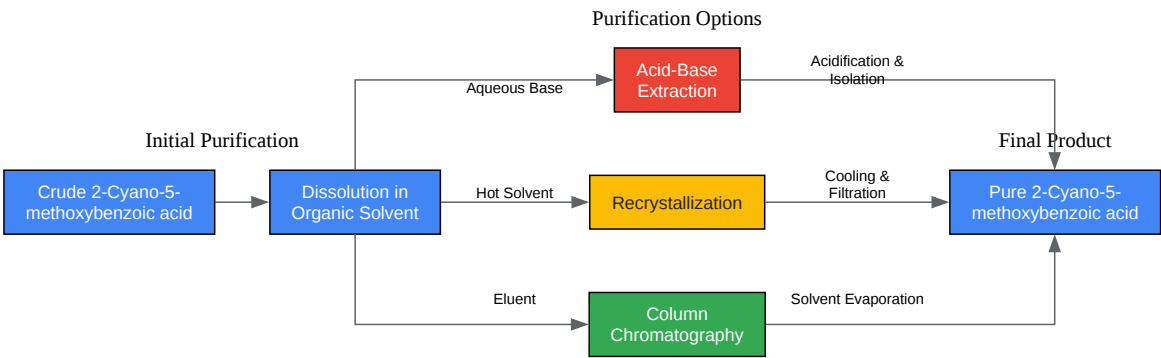 Purification Options
Acid-Base
Extraction
Acidification &
Isolation
Aqueous Base
Initial Purification
Final Product
Crude 2-Cyano-5-
methoxybenzoic acid
Dissolution in
Organic Solvent
Hot Solvent
Recrystallization
Cooling &
Filtration
Pure 2-Cyano-5-
methoxybenzoic acid
Eluent
Column
Chromatography
Solvent Evaporation